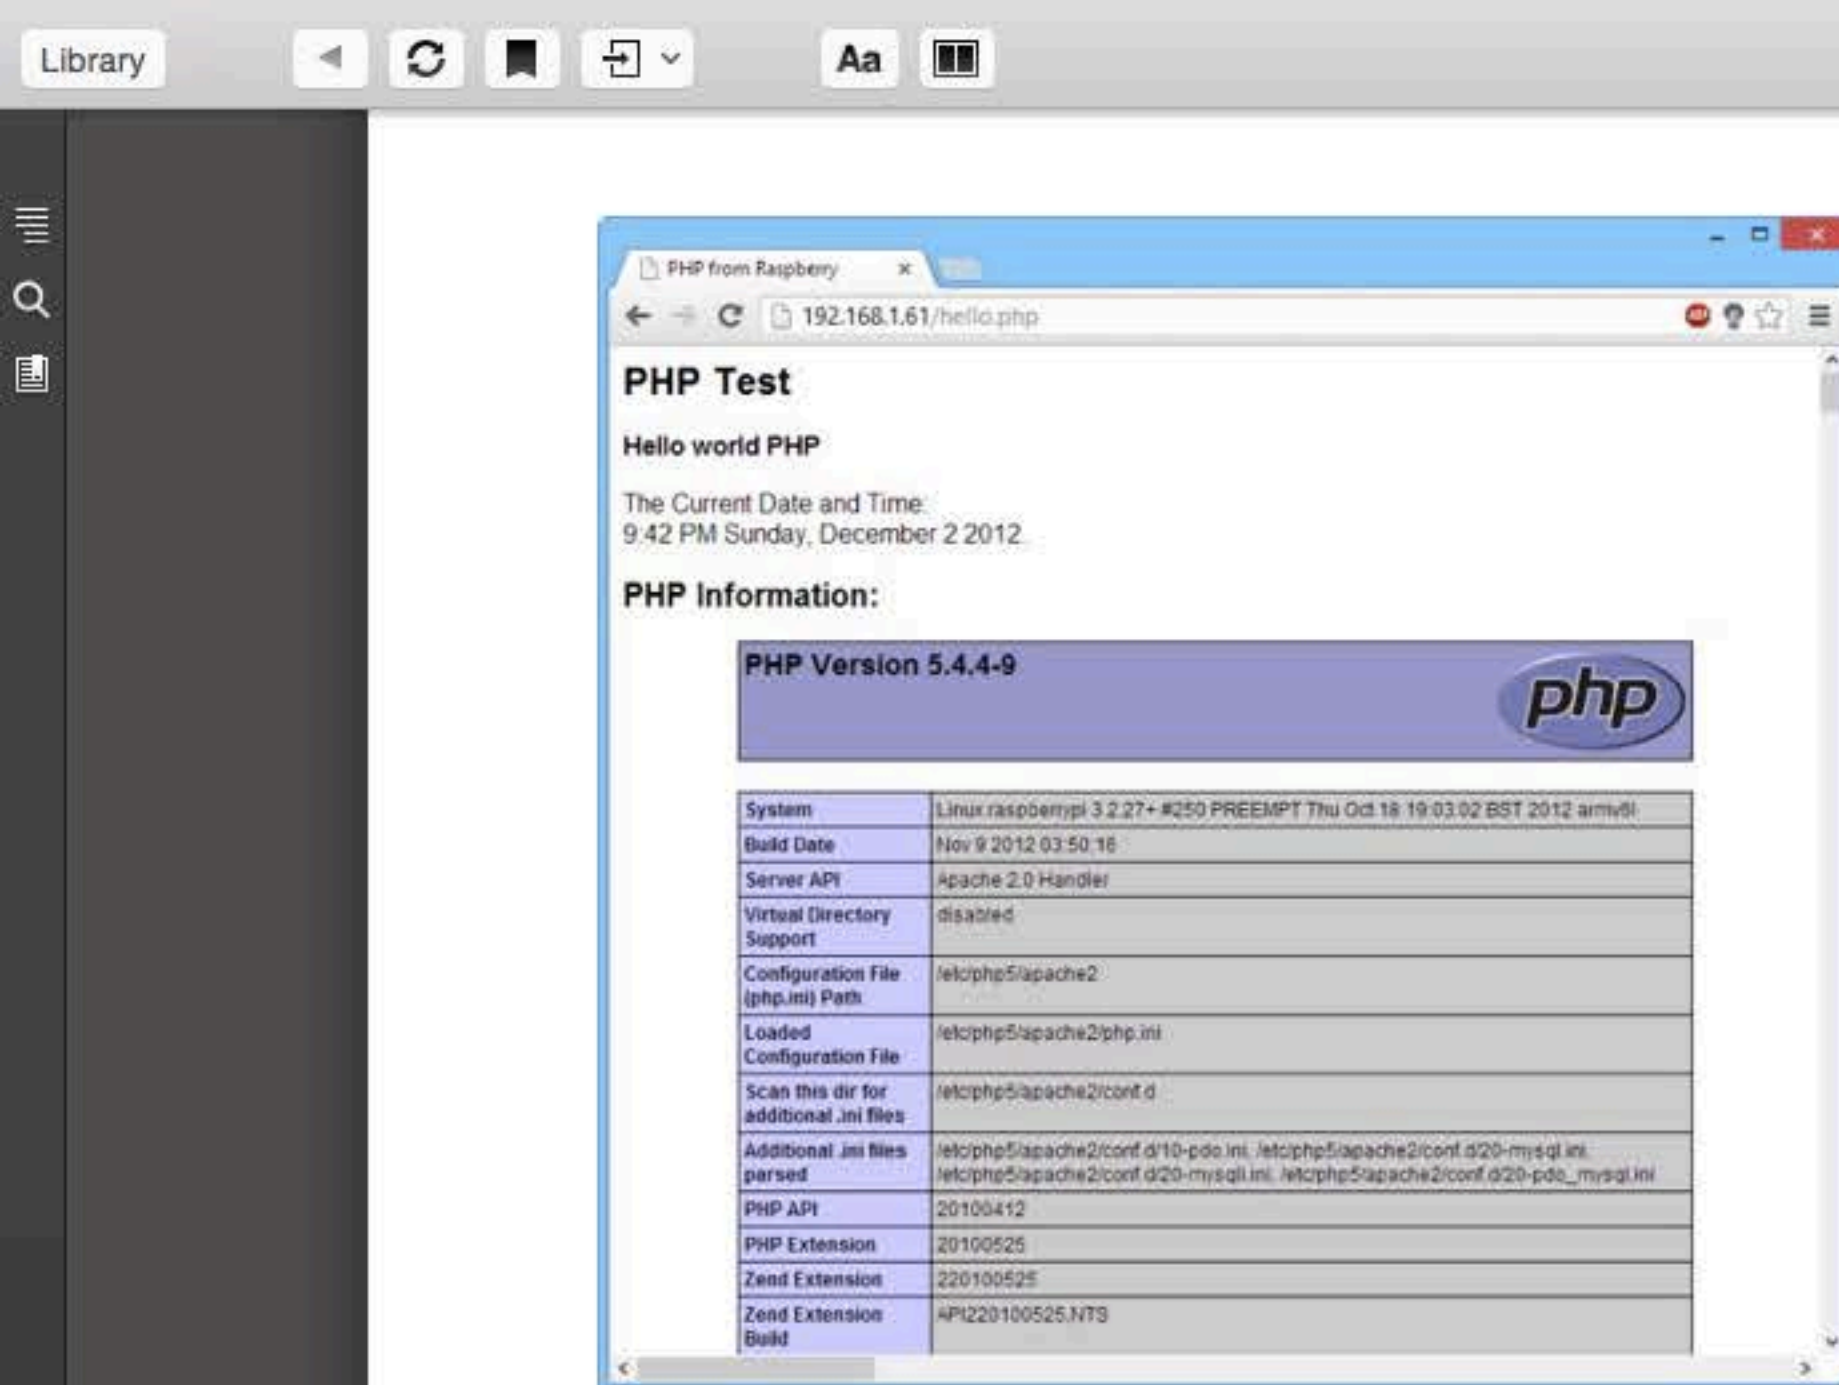 Library
Aa
PHP from Raspberry
192.168.1.61/hello.php
PHP Test
Hello world PHP
The Current Date and Time:
9:42 PM Sunday, December 2 2012.
PHP Information:
PHP Version 5.4.4-9
php
System Linux raspberrypi 3.2.27+ #250 PREEMPT Thu Oct 18 19:03:02 BST 2012 armv6l
Build Date Nov 9 2012 03:50:16
Server API Apache 2.0 Handler
Virtual Directory disabled
Support
Configuration File /etc/php5/apache2
(php.ini) Path
Loaded /etc/php5/apache2/php.ini
Configuration File
Scan this dir for /etc/php5/apache2/conf.d
additional .ini files
Additional .ini files /etc/php5/apache2/conf.d/10-pdo.ini, /etc/php5/apache2/conf.d/20-mysql.ini,
parsed /etc/php5/apache2/conf.d/20-mysqli.ini, /etc/php5/apache2/conf.d/20-pdo_mysql.ini
PHP API 20100412
PHP Extension 20100525
Zend Extension 220100525
Zend Extension API220100525,NTS
Build